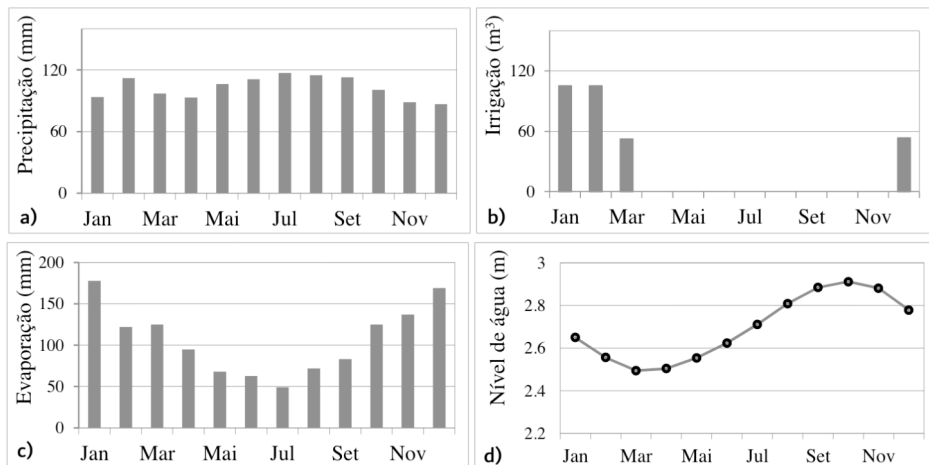 Precipitação (mm)
120
60
0
Jan Mar Mai Jul Set Nov
a)
Irrigação (m³)
120
60
0
Jan Mar Mai Jul Set Nov
b)
Evaporação (mm)
200
150
100
50
0
Jan Mar Mai Jul Set Nov
c)
Nível de água (m)
3
2.8
2.6
2.4
2.2
Jan Mar Mai Jul Set Nov
d)